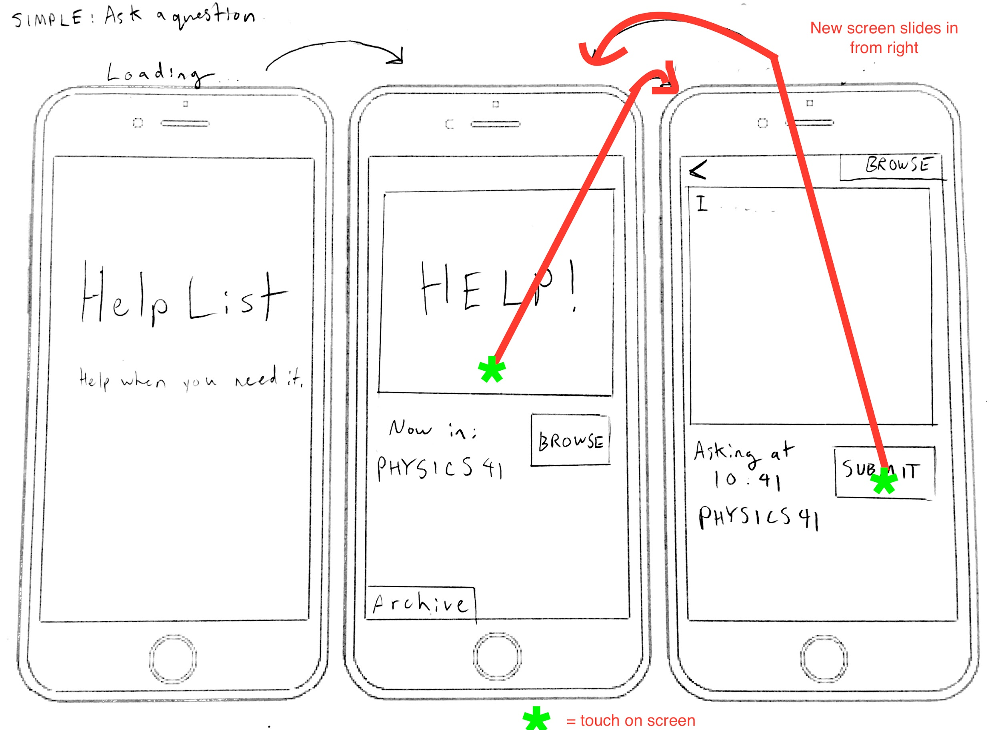 SIMPLE: Ask a question
New screen slides in
from right
Loading...
Help List
Help when you need it.
HELP!
Now in:
PHYSICS 41
BROWSE
Archive
<
BROWSE
I . . . . .
Asking at
10:41
PHYSICS 41
SUBMIT
* = touch on screen